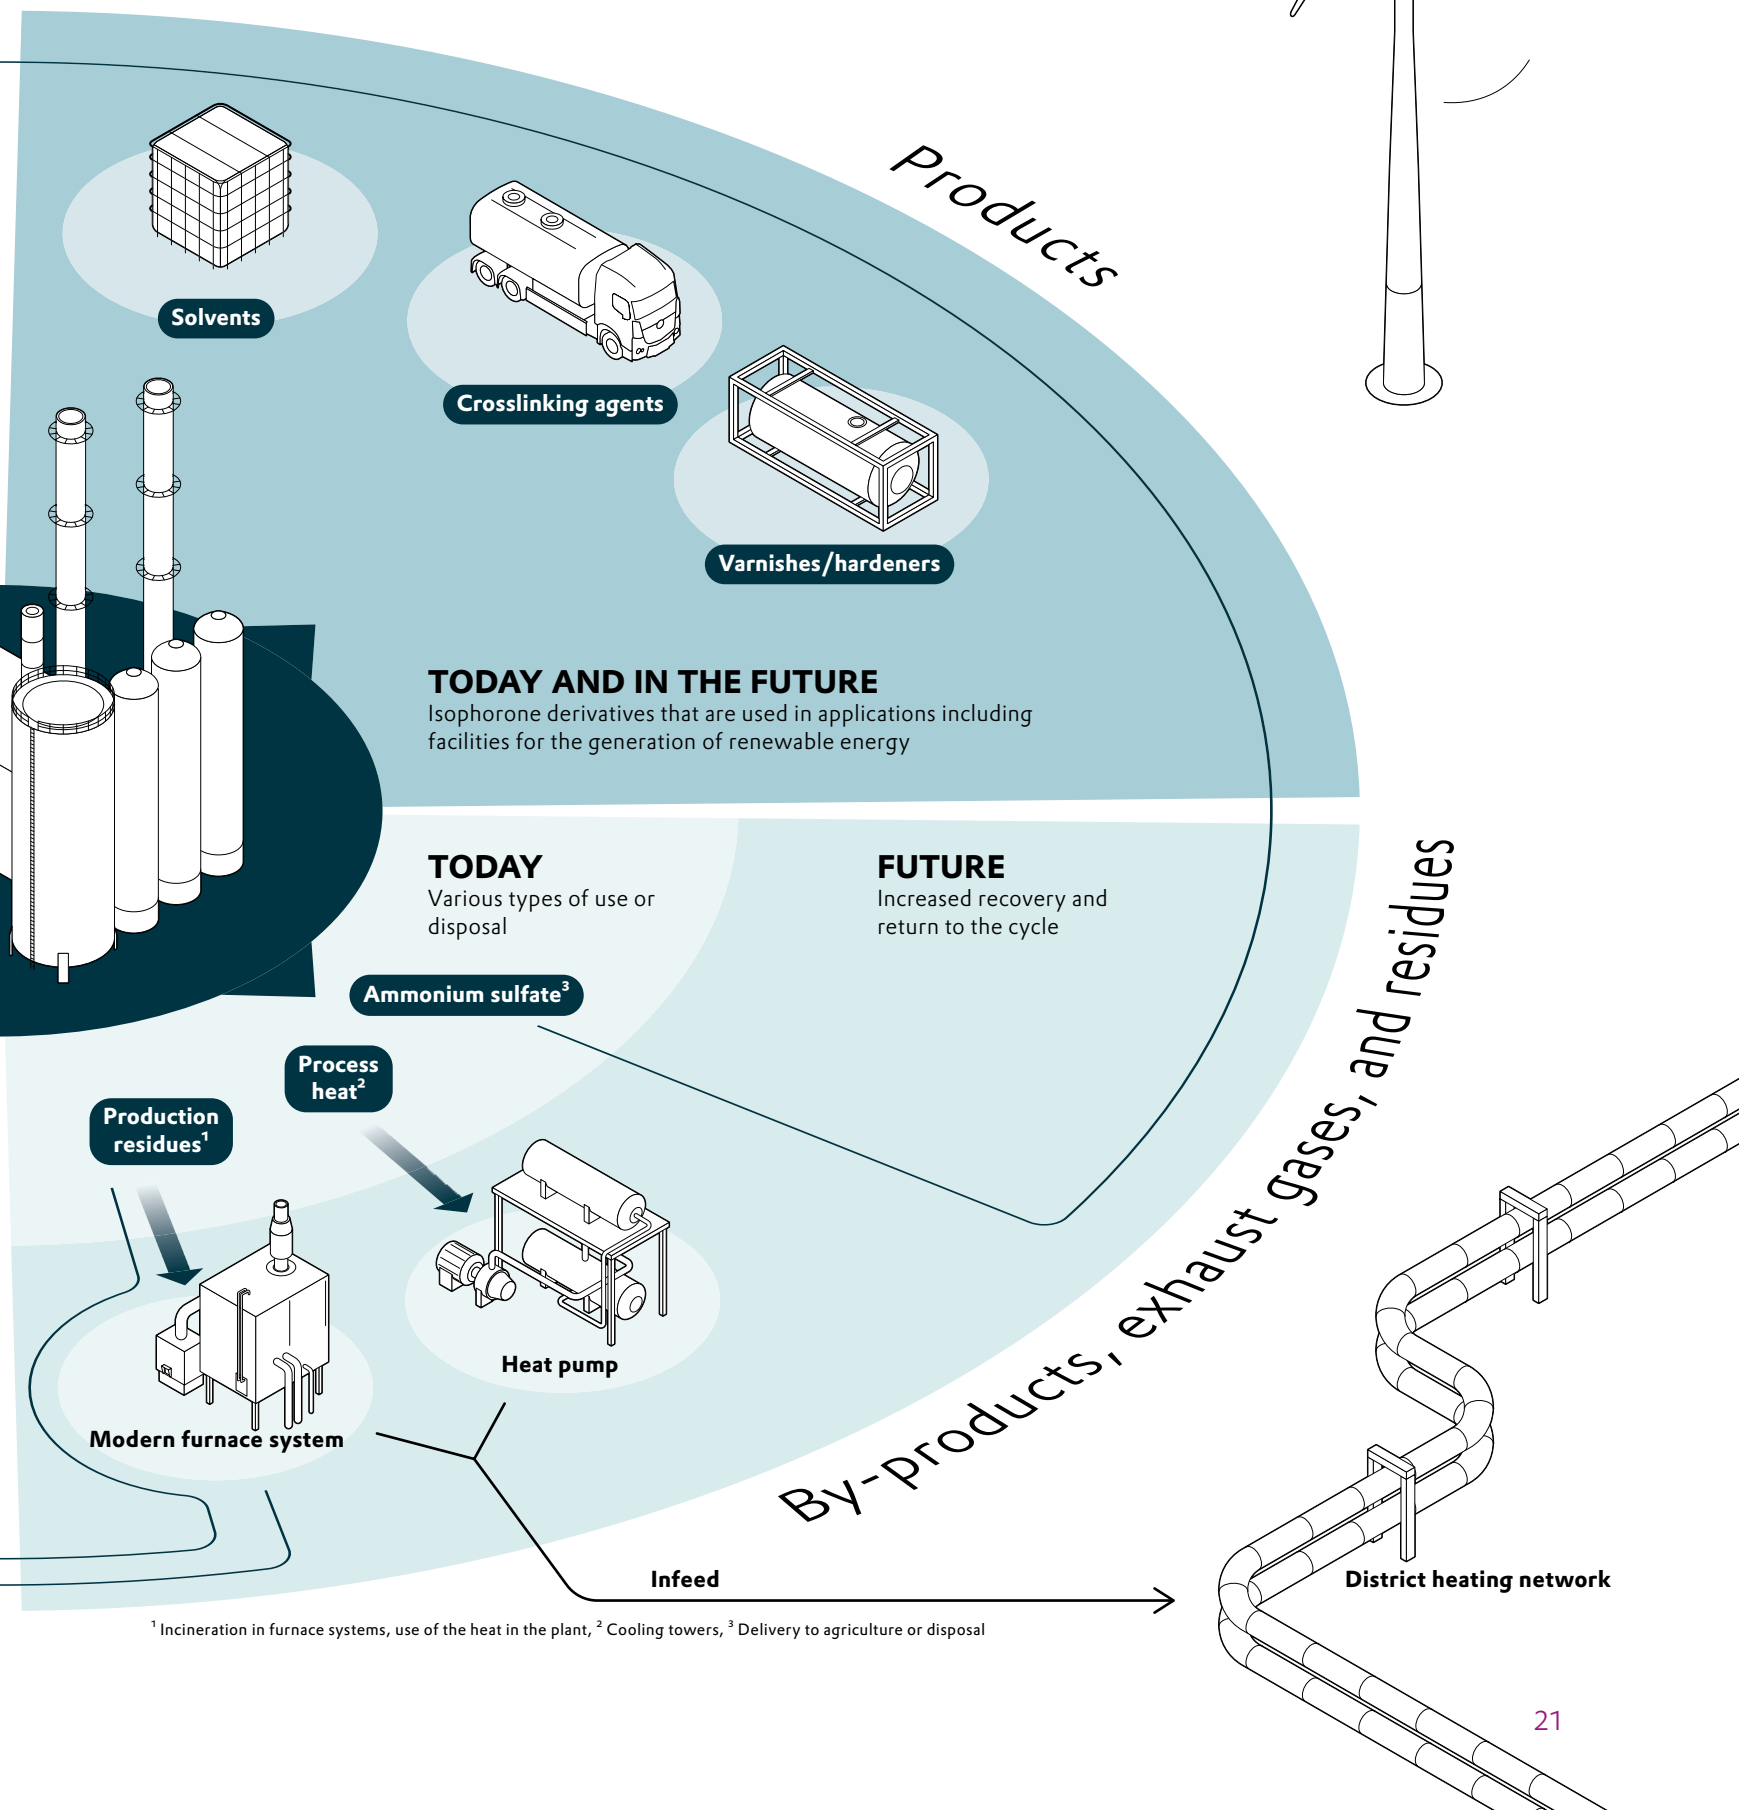 Products
Solvents
Crosslinking agents
Varnishes/hardeners
TODAY AND IN THE FUTURE
Isophorone derivatives that are used in applications including
facilities for the generation of renewable energy
TODAY
Various types of use or
disposal
FUTURE
Increased recovery and
return to the cycle
By-products, exhaust gases, and residues
Ammonium sulfate³
Process
heat²
Production
residues¹
Heat pump
Modern furnace system
Infeed
District heating network
¹ Incineration in furnace systems, use of the heat in the plant, ² Cooling towers, ³ Delivery to agriculture or disposal
21